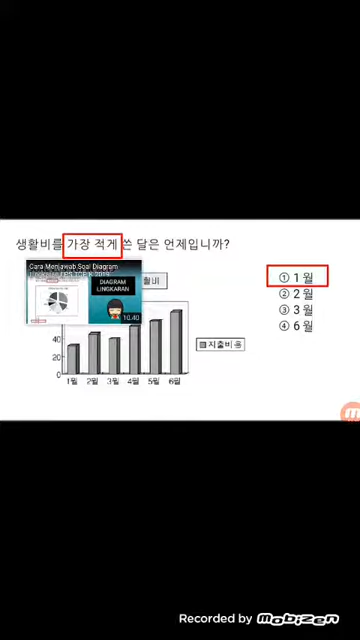 생활비를 가장 적게 쓴 달은 언제입니까?
Cara Menjawab Soal Diagram
Lingkaran
DIAGRAM
LINGKARAN
10.40
활비
① 1월
② 2월
③ 3월
④ 6월
60
40
20
0
지출비용
1월 2월 3월 4월 5월 6월
Recorded by mobizen